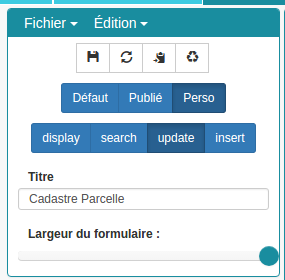 Fichier Édition
Défaut Publié Perso
display search update insert
Titre
Cadastre Parcelle
Largeur du formulaire :